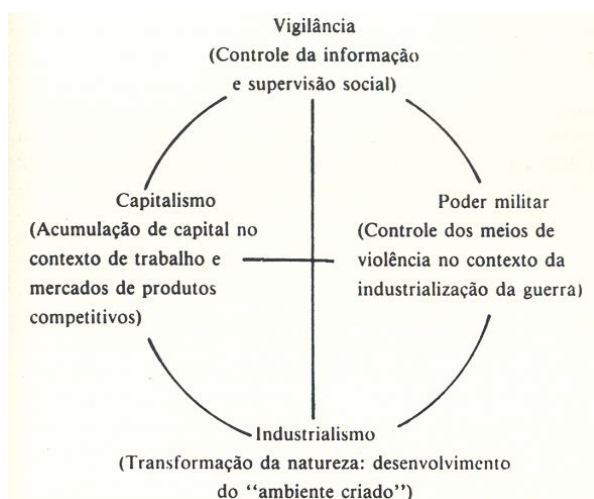 Vigilância
(Controle da informação
e supervisão social)
Capitalismo
(Acumulação de capital no
contexto de trabalho e
mercados de produtos
competitivos)
Poder militar
(Controle dos meios de
violência no contexto da
industrialização da guerra)
Industrialismo
(Transformação da natureza: desenvolvimento
do ‘‘ambiente criado’’)